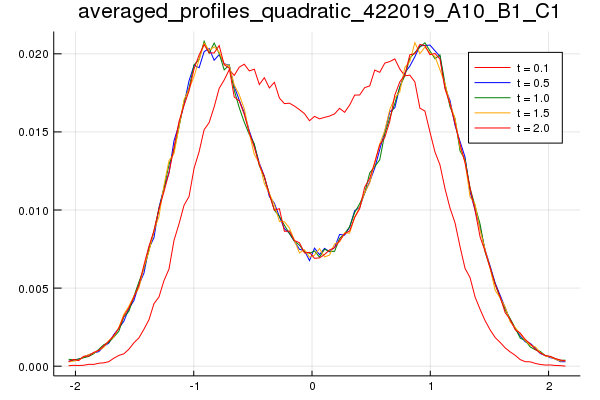 averaged_profiles_quadratic_422019_A10_B1_C1
0.020
0.015
0.010
0.005
0.000
-2
-1
0
1
2
t = 0.1
t = 0.5
t = 1.0
t = 1.5
t = 2.0